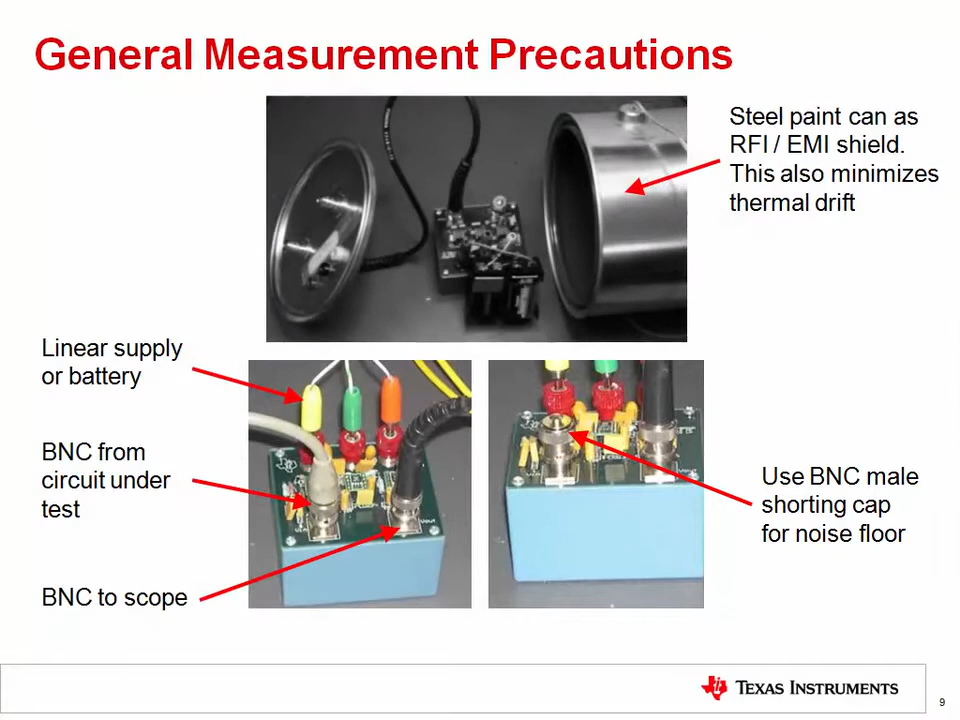 General Measurement Precautions
Steel paint can as
RFI / EMI shield.
This also minimizes
thermal drift
Linear supply
or battery
BNC from
circuit under
test
BNC to scope
Use BNC male
shorting cap
for noise floor
TEXAS INSTRUMENTS
9